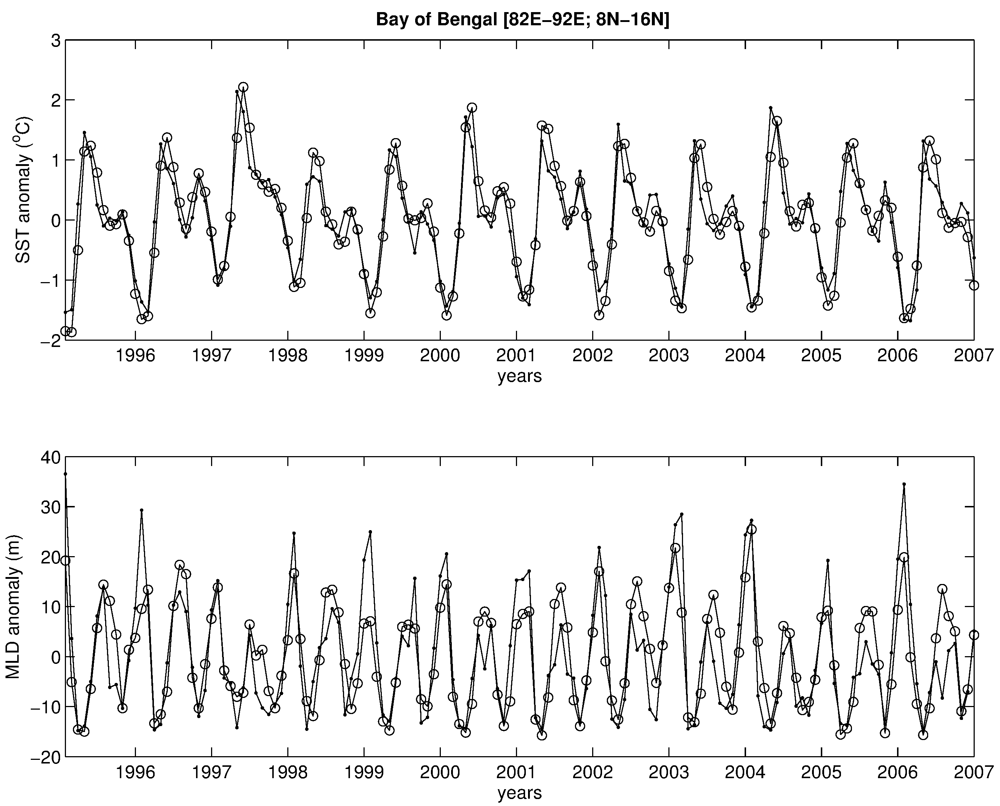 Bay of Bengal [82E−92E; 8N−16N]
3
2
1
0
−1
−2
SST anomaly (°C)
1996 1997 1998 1999 2000 2001 2002 2003 2004 2005 2006 2007
years
40
30
20
10
0
−10
−20
MLD anomaly (m)
1996 1997 1998 1999 2000 2001 2002 2003 2004 2005 2006 2007
years